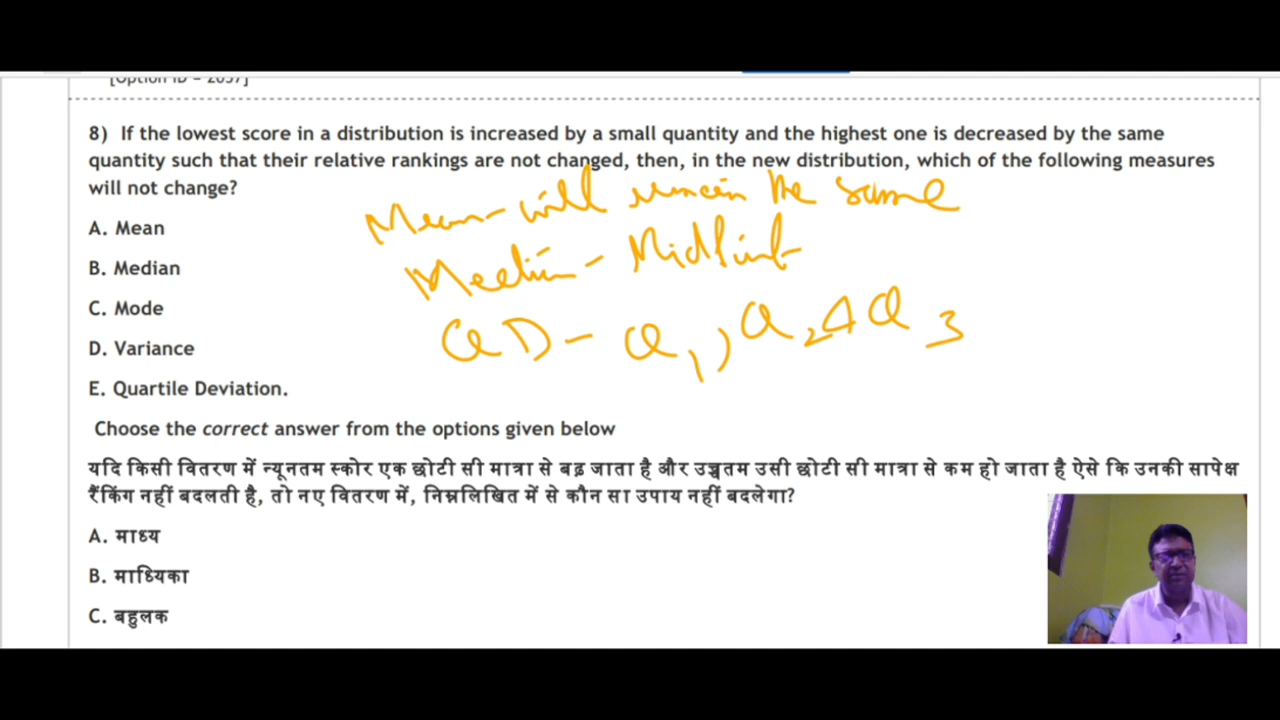 [Option ID = 2057]
8) If the lowest score in a distribution is increased by a small quantity and the highest one is decreased by the same
quantity such that their relative rankings are not changed, then, in the new distribution, which of the following measures
will not change?
Mean - will remain the same
A. Mean
Median - Midpoint
B. Median
C. Mode
QD - Q1, Q2 & Q3
D. Variance
E. Quartile Deviation.
Choose the correct answer from the options given below
यदि किसी वितरण में न्यूनतम स्कोर एक छोटी सी मात्रा से बढ़ जाता है और उच्चतम उसी छोटी सी मात्रा से कम हो जाता है ऐसे कि उनकी सापेक्ष
रैंकिंग नहीं बदलती है, तो नए वितरण में, निम्नलिखित में से कौन सा उपाय नहीं बदलेगा?
A. माध्य
B. माध्यिका
C. बहुलक